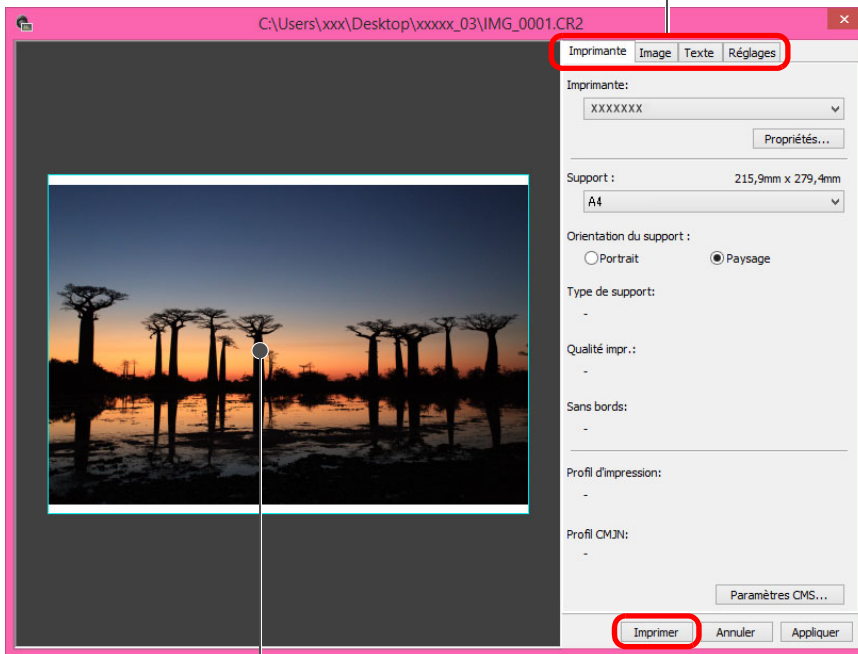 C:\Users\xxx\Desktop\xxxxx_03\IMG_0001.CR2
Imprimante Image Texte Réglages
Imprimante:
XXXXXXX
Propriétés...
Support : 215,9mm x 279,4mm
A4
Orientation du support :
Portrait Paysage
Type de support:
-
Qualité impr.:
-
Sans bords:
-
Profil d'impression:
-
Profil CMJN:
-
Paramètres CMS...
Imprimer Annuler Appliquer